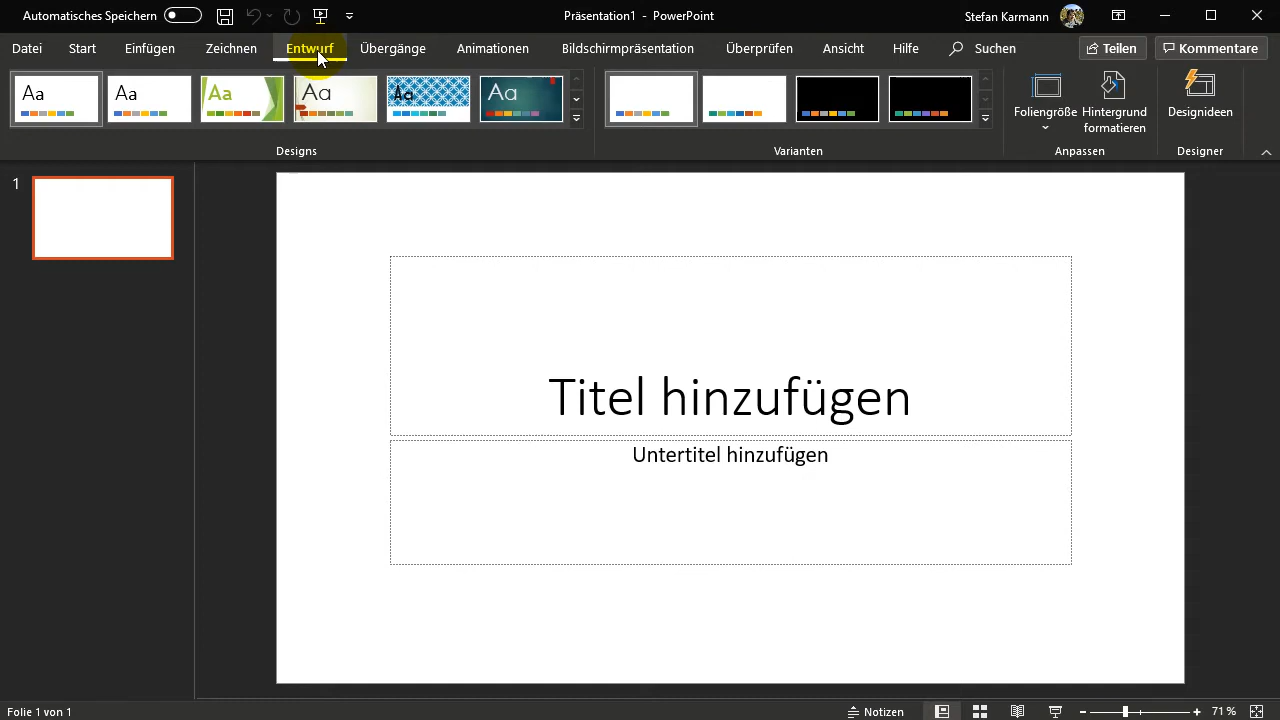 Automatisches Speichern
Präsentation1 - PowerPoint
Stefan Karmann
Datei Start Einfügen Zeichnen Entwurf Übergänge Animationen Bildschirmpräsentation Überprüfen Ansicht Hilfe Suchen Teilen Kommentare
Aa Aa Aa Aa Aa Aa
Foliengröße Hintergrund formatieren Designideen
Designs Varianten Anpassen Designer
1
Titel hinzufügen
Untertitel hinzufügen
Folie 1 von 1 Notizen 71 %